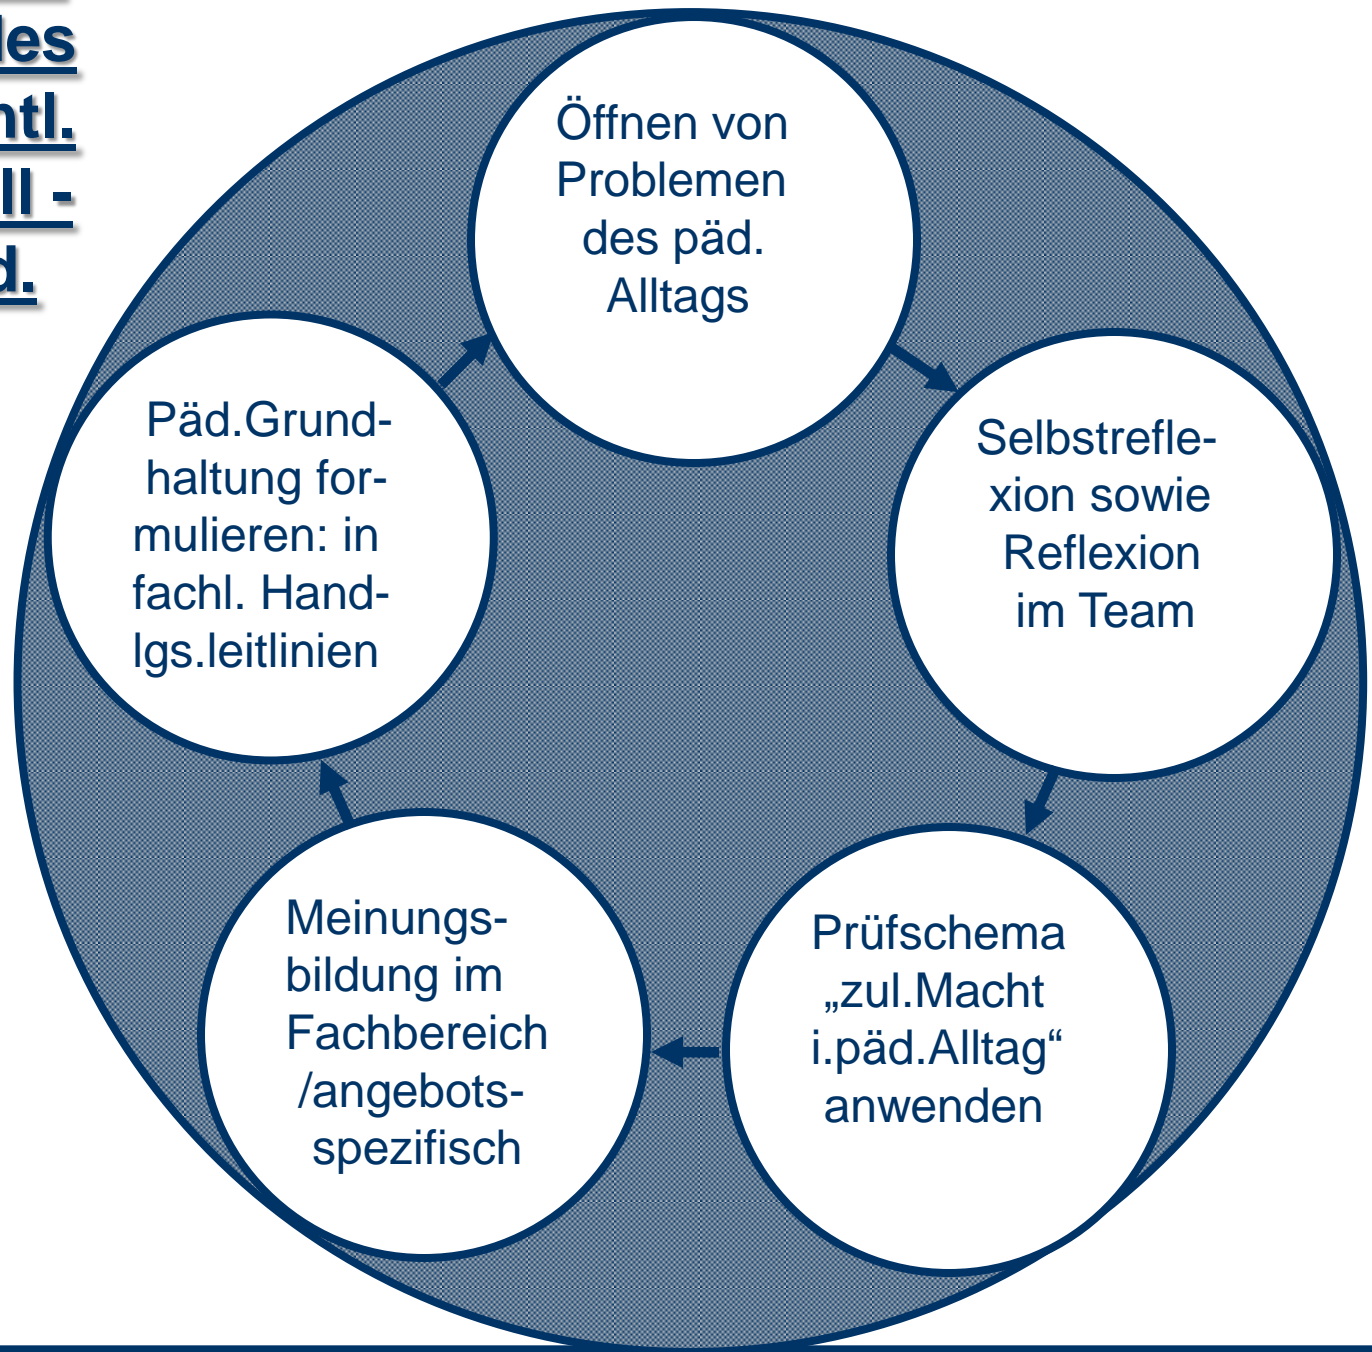 des
Öffnen von
Problemen
des päd.
Alltags
Selbstrefle-
xion sowie
Reflexion
im Team
Prüfschema
„zul.Macht
i.päd.Alltag“
anwenden
Meinungs-
bildung im
Fachbereich
/angebots-
spezifisch
Päd.Grund-
haltung for-
mulieren: in
fachl. Hand-
lgs.leitlinien